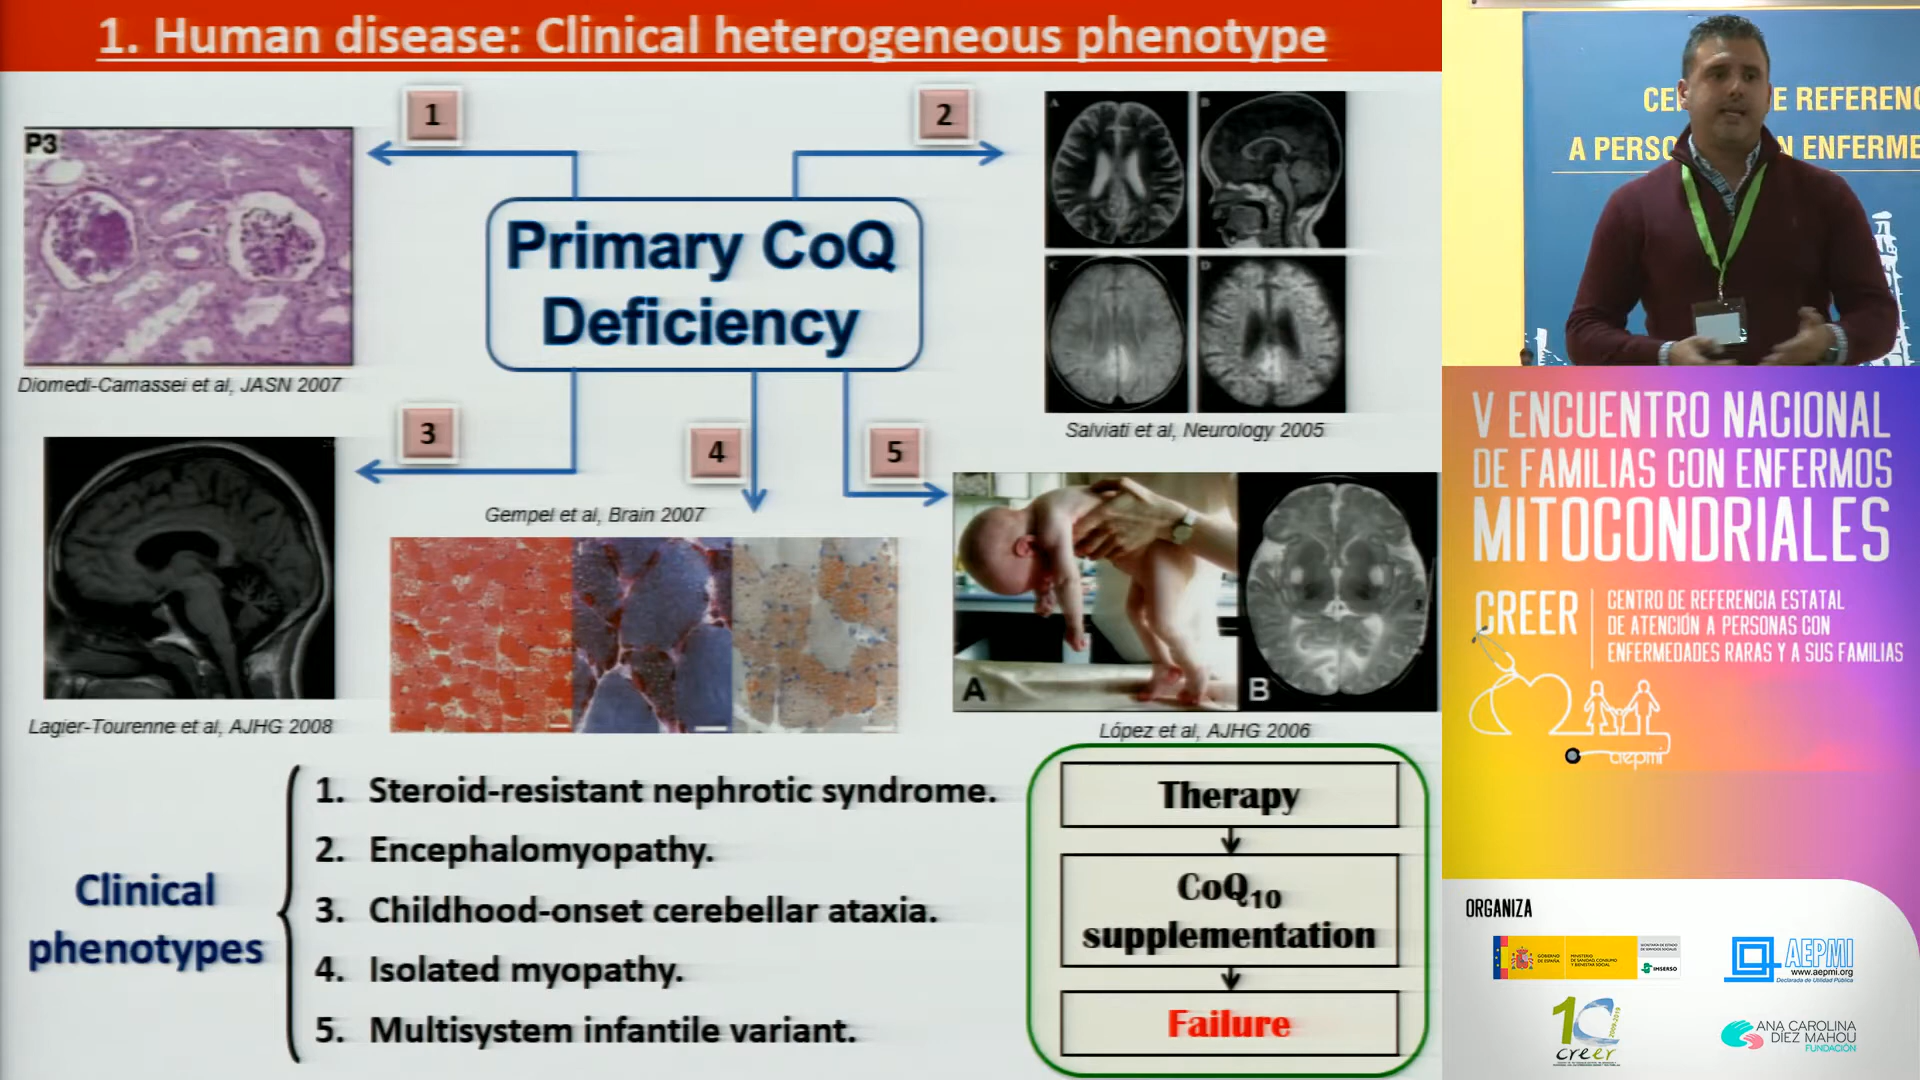 1. Human disease: Clinical heterogeneous phenotype
1
2
P3
A
B
C
D
Primary CoQ
Deficiency
Diomedi-Camassei et al, JASN 2007
Salviati et al, Neurology 2005
3
4
5
Gempel et al, Brain 2007
A
B
Lagier-Tourenne et al, AJHG 2008
López et al, AJHG 2006
Clinical
phenotypes
1. Steroid-resistant nephrotic syndrome.
2. Encephalomyopathy.
3. Childhood-onset cerebellar ataxia.
4. Isolated myopathy.
5. Multisystem infantile variant.
Therapy
CoQ10
supplementation
Failure
E REFERENC
A PERSO N ENFERME
V ENCUENTRO NACIONAL
DE FAMILIAS CON ENFERMOS
MITOCONDRIALES
CREER
CENTRO DE REFERENCIA ESTATAL
DE ATENCIÓN A PERSONAS CON
ENFERMEDADES RARAS Y A SUS FAMILIAS
aepmi
ORGANIZA
GOBIERNO
DE ESPAÑA
MINISTERIO
DE SANIDAD, CONSUMO
Y BIENESTAR SOCIAL
SECRETARÍA DE ESTADO
DE SERVICIOS SOCIALES
IMSERSO
AEPMI
www.aepmi.org
Declarada de Utilidad Pública
10
2009-2019
creer
ANA CAROLINA
DÍEZ MAHOU
FUNDACIÓN